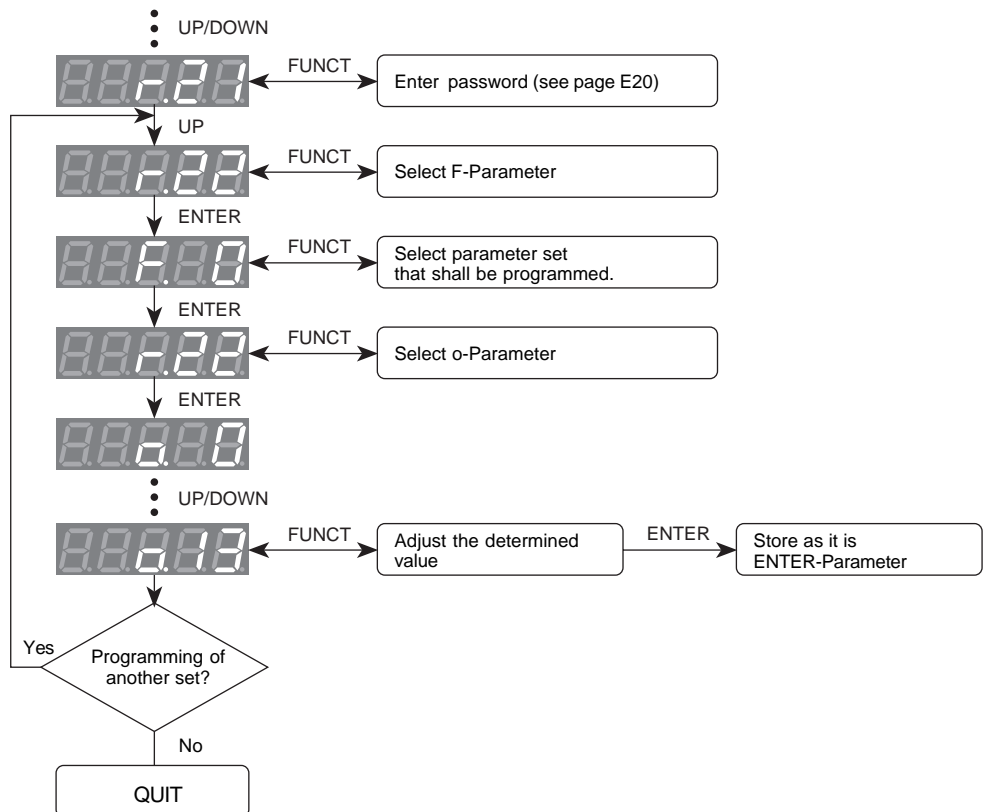 UP/DOWN
r.21
FUNCT
Enter password (see page E20)
UP
r.22
FUNCT
Select F-Parameter
ENTER
F. 0
FUNCT
Select parameter set
that shall be programmed.
ENTER
r.22
FUNCT
Select o-Parameter
ENTER
o. 0
UP/DOWN
o.13
FUNCT
Adjust the determined
value
ENTER
Store as it is
ENTER-Parameter
Yes
Programming of
another set?
No
QUIT